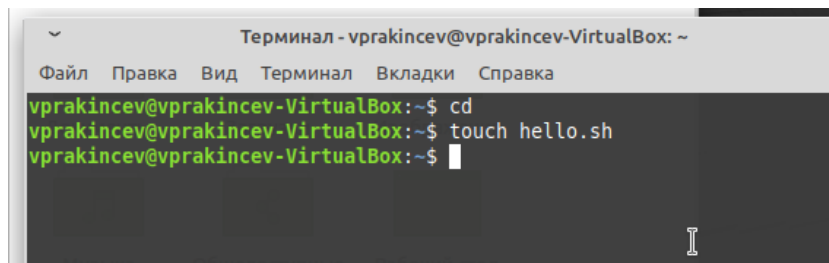 Терминал - vprakincev@vprakincev-VirtualBox: ~
Файл Правка Вид Терминал Вкладки Справка
vprakincev@vprakincev-VirtualBox:~$ cd
vprakincev@vprakincev-VirtualBox:~$ touch hello.sh
vprakincev@vprakincev-VirtualBox:~$